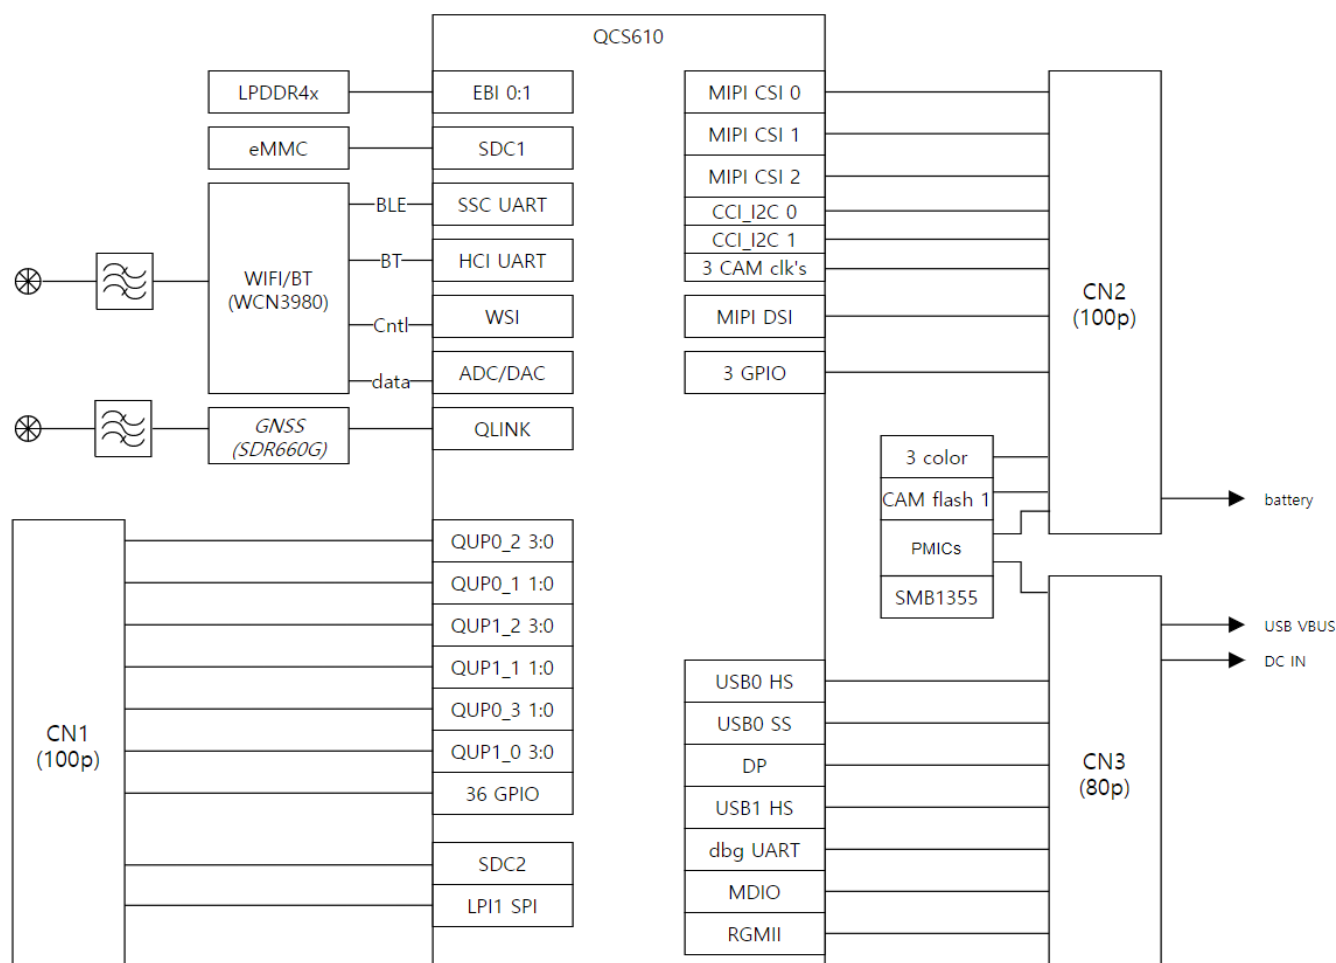 QCS610
LPDDR4x
EBI 0:1
eMMC
SDC1
WIFI/BT
(WCN3980)
BLE
SSC UART
BT
HCI UART
Cntl
WSI
data
ADC/DAC
GNSS
(SDR660G)
QLINK
MIPI CSI 0
MIPI CSI 1
MIPI CSI 2
CCI_I2C 0
CCI_I2C 1
3 CAM clk's
MIPI DSI
3 GPIO
CN2
(100p)
3 color
CAM flash 1
PMICs
SMB1355
battery
CN1
(100p)
QUP0_2 3:0
QUP0_1 1:0
QUP1_2 3:0
QUP1_1 1:0
QUP0_3 1:0
QUP1_0 3:0
36 GPIO
SDC2
LPI1 SPI
USB0 HS
USB0 SS
DP
USB1 HS
dbg UART
MDIO
RGMII
CN3
(80p)
USB VBUS
DC IN